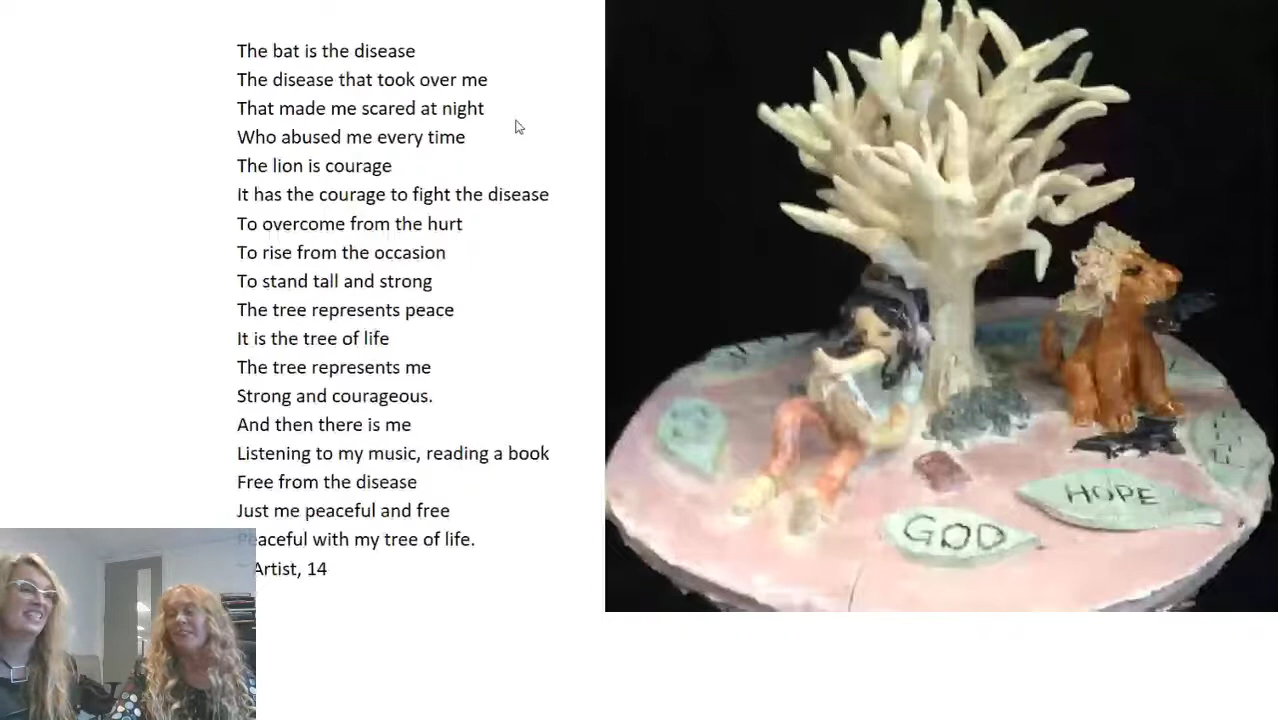 The bat is the disease
The disease that took over me
That made me scared at night
Who abused me every time
The lion is courage
It has the courage to fight the disease
To overcome from the hurt
To rise from the occasion
To stand tall and strong
The tree represents peace
It is the tree of life
The tree represents me
Strong and courageous.
And then there is me
Listening to my music, reading a book
Free from the disease
Just me peaceful and free
Peaceful with my tree of life.
Artist, 14
HOPE
GOD